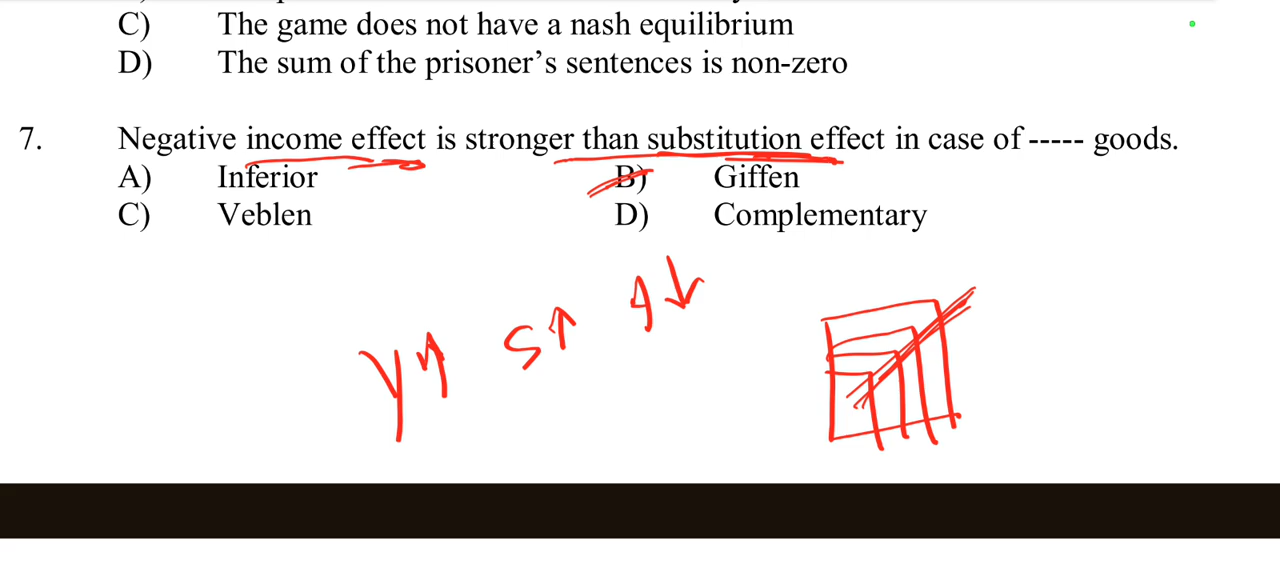 C) The game does not have a nash equilibrium
D) The sum of the prisoner's sentences is non-zero
7. Negative income effect is stronger than substitution effect in case of ----- goods.
A) Inferior B) Giffen
C) Veblen D) Complementary
Y↑ S↑ ↓